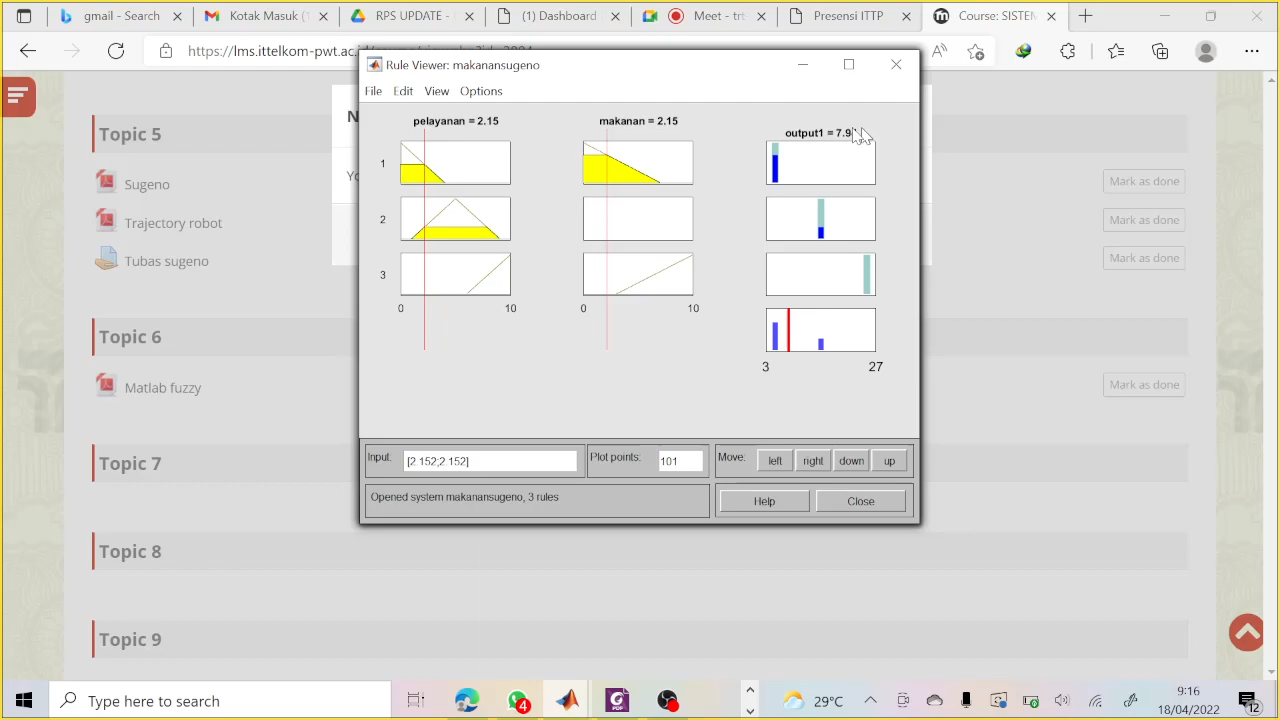 gmail - Search
Kotak Masuk (1
RPS UPDATE -
(1) Dashboard
Meet - trt
Presensi ITTP
Course: SISTEM
https://lms.ittelkom-pwt.ac.id
Rule Viewer: makanansugeno
File Edit View Options
pelayanan = 2.15
makanan = 2.15
output1 = 7.9
1
2
3
0 10
0 10
3 27
Input: [2.152;2.152]
Plot points: 101
Move: left right down up
Opened system makanansugeno, 3 rules
Help Close
Topic 5
Sugeno
Mark as done
Trajectory robot
Mark as done
Tubas sugeno
Mark as done
Topic 6
Matlab fuzzy
Mark as done
Topic 7
Topic 8
Topic 9
Type here to search
4
PDF
29°C
9:16
18/04/2022
12